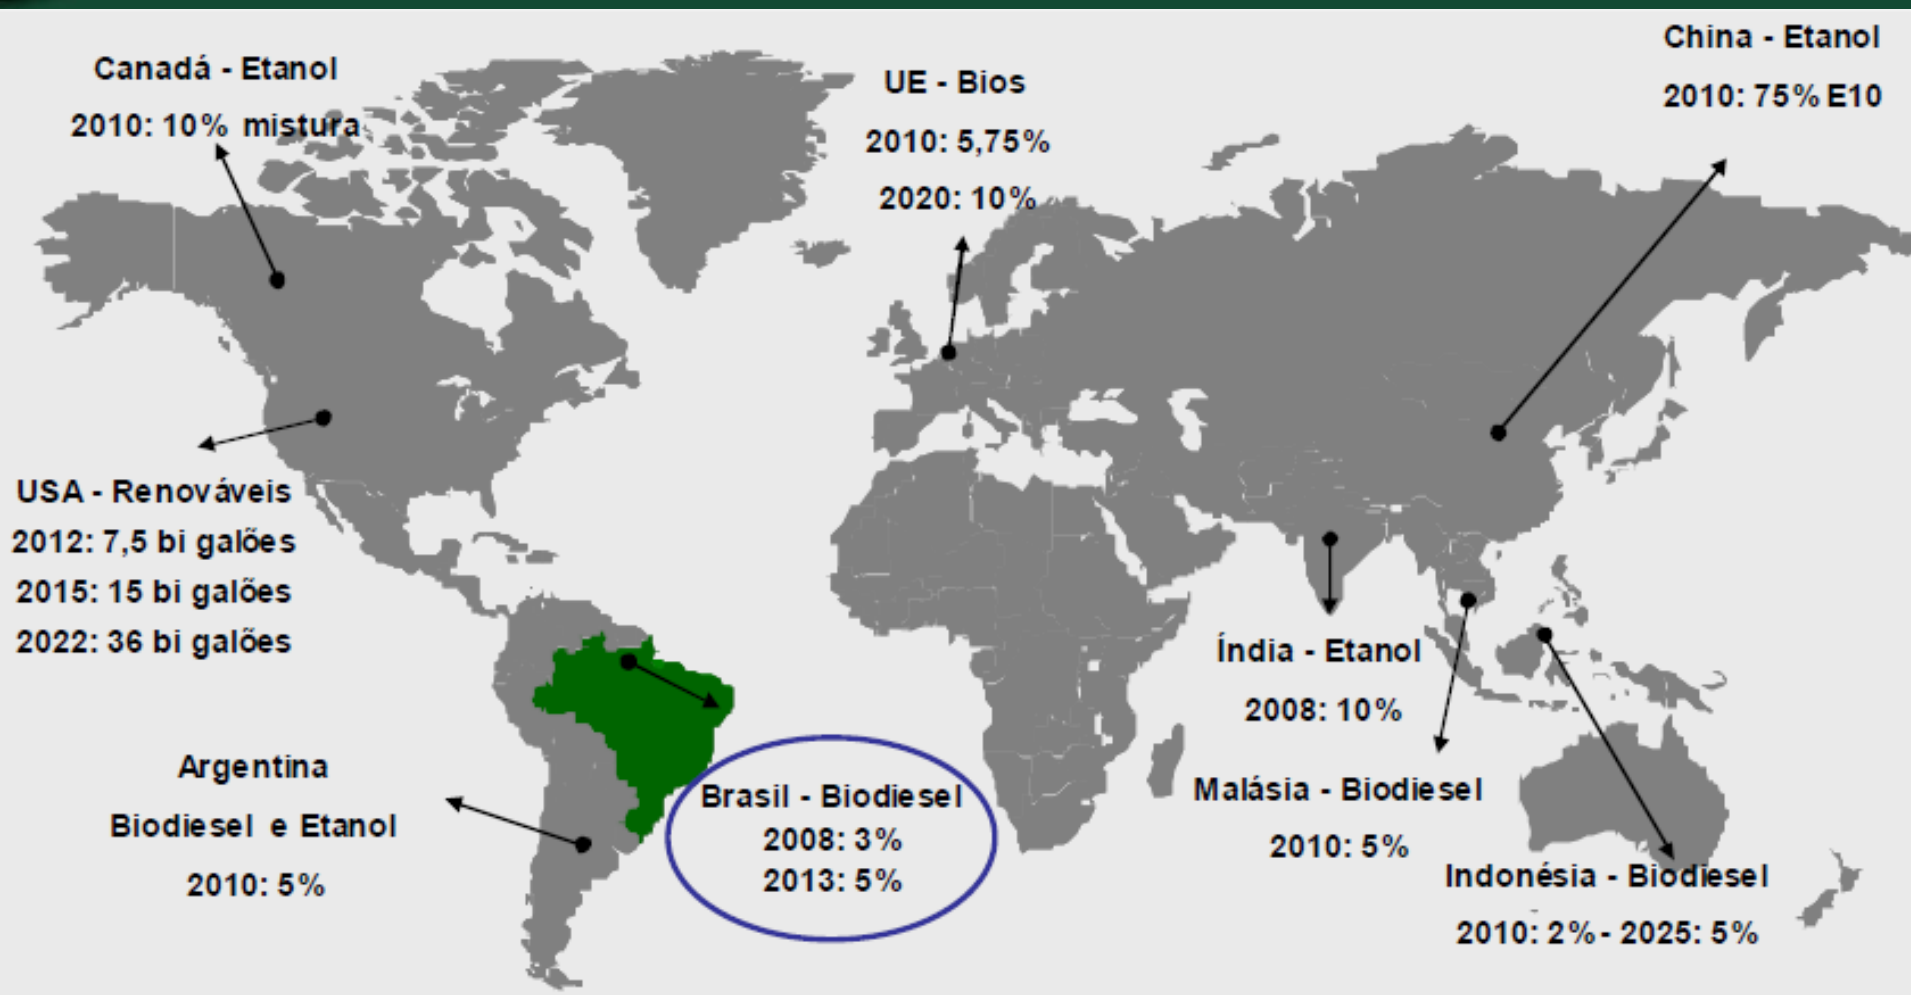 Canadá - Etanol
2010: 10% mistura
UE - Bios
2010: 5,75%
2020: 10%
China - Etanol
2010: 75% E10
USA - Renováveis
2012: 7,5 bi galões
2015: 15 bi galões
2022: 36 bi galões
Argentina
Biodiesel e Etanol
2010: 5%
Brasil - Biodiesel
2008: 3%
2013: 5%
Índia - Etanol
2008: 10%
Malásia - Biodiesel
2010: 5%
Indonésia - Biodiesel
2010: 2% - 2025: 5%